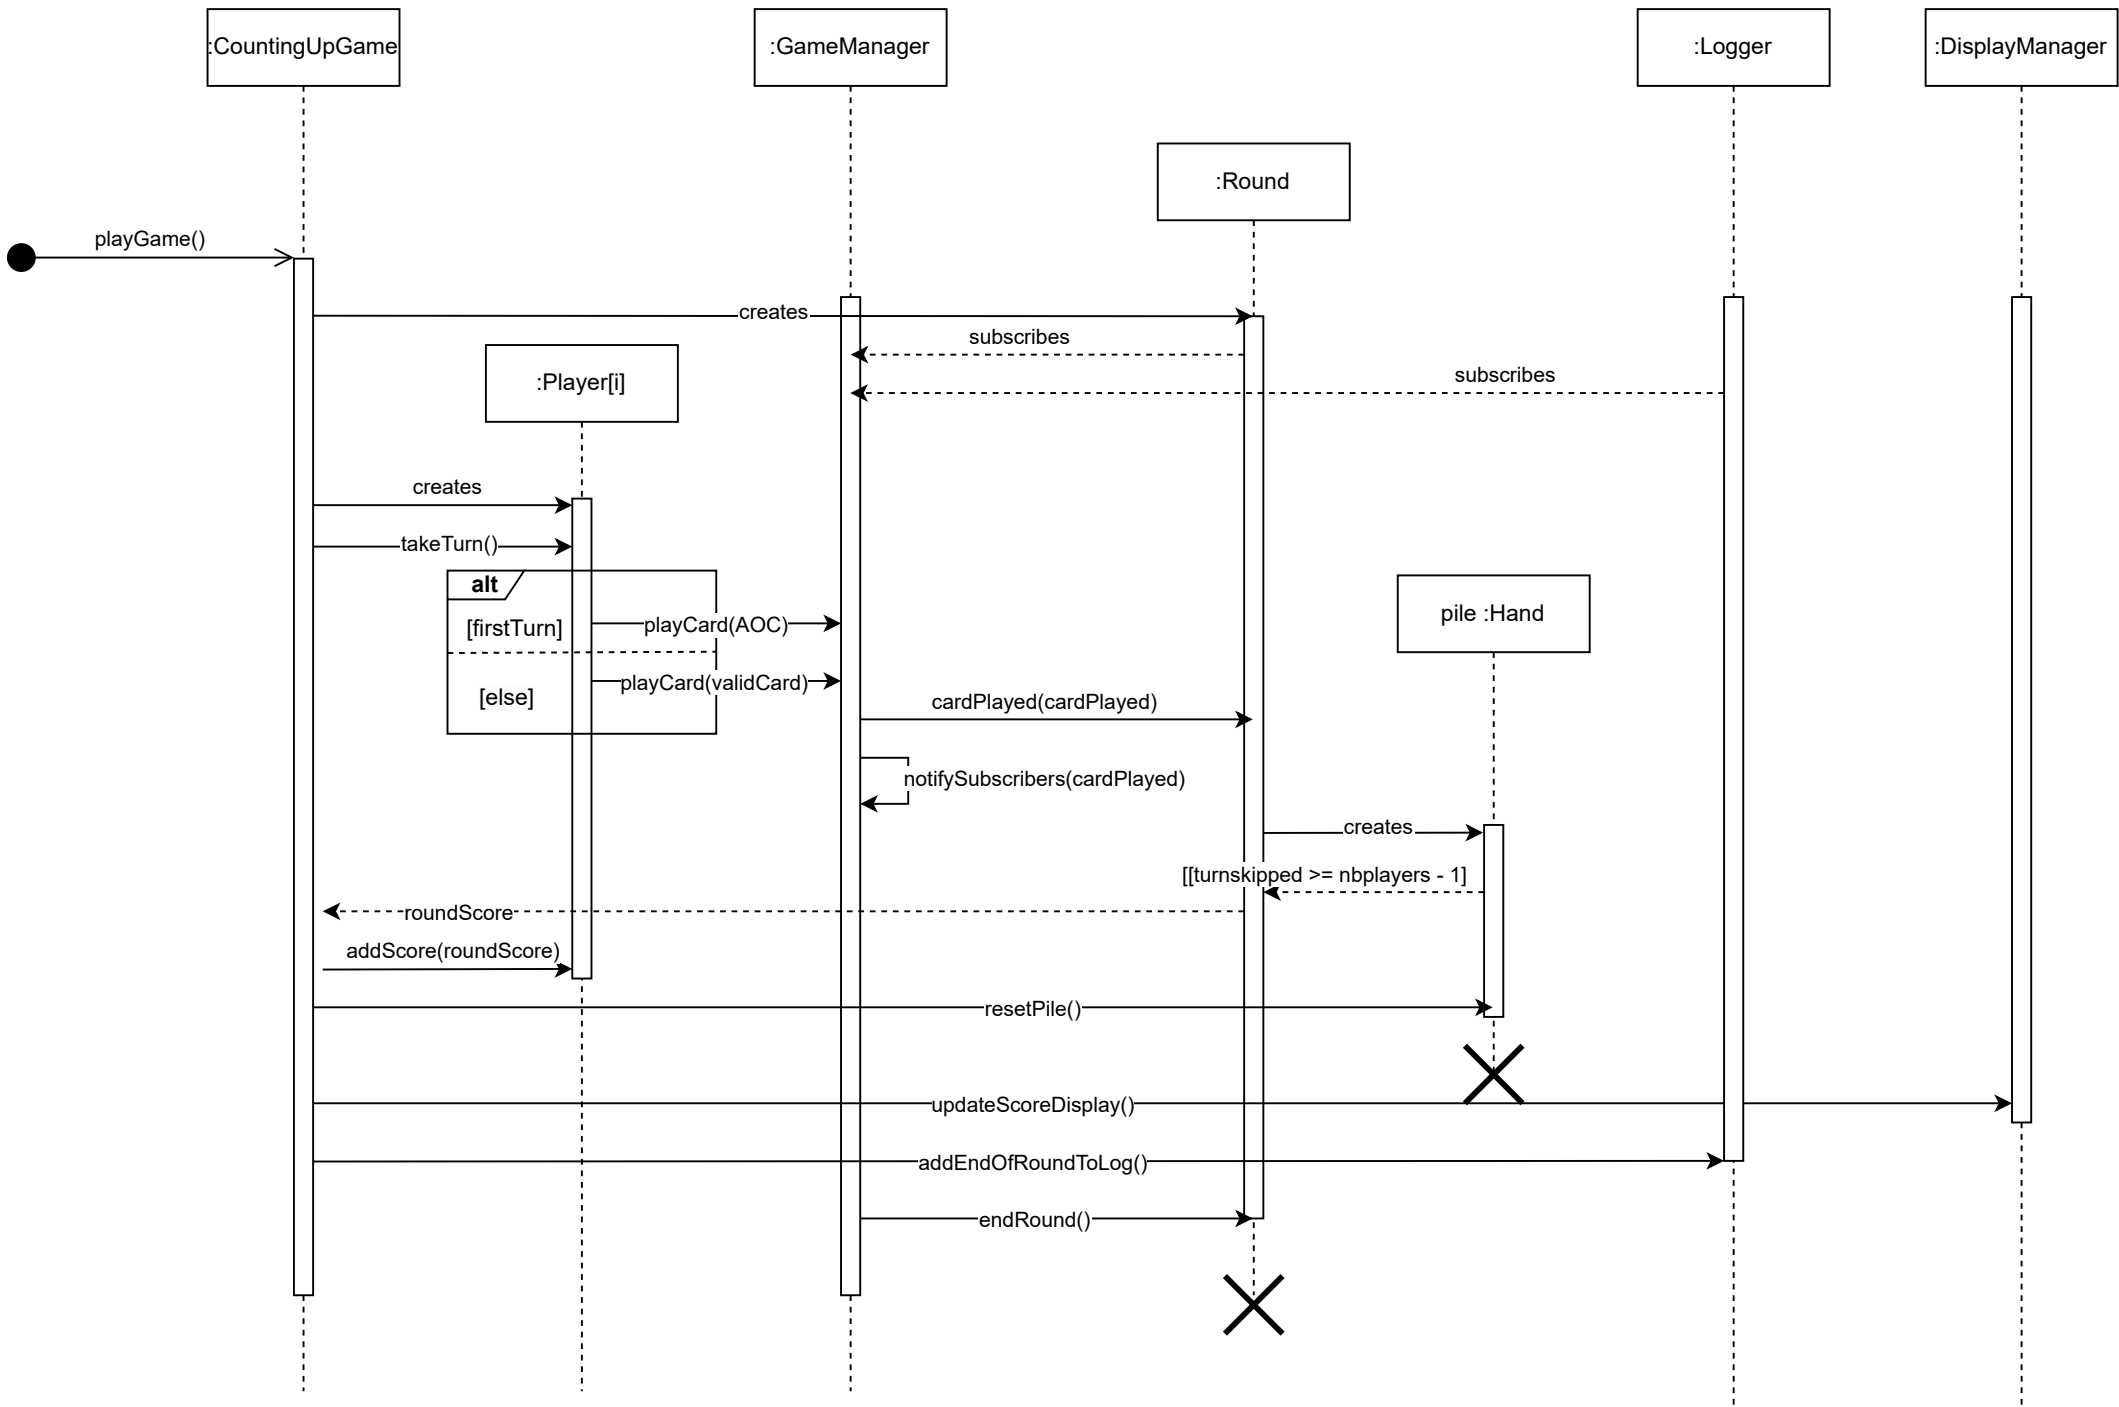 :CountingUpGame
:GameManager
:Logger
:DisplayManager
:Round
playGame()
creates
subscribes
subscribes
:Player[i]
creates
takeTurn()
alt
[firstTurn]
playCard(AOC)
pile :Hand
[else]
playCard(validCard)
cardPlayed(cardPlayed)
notifySubscribers(cardPlayed)
creates
[[turnskipped >= nbplayers - 1]
roundScore
addScore(roundScore)
resetPile()
updateScoreDisplay()
addEndOfRoundToLog()
endRound()